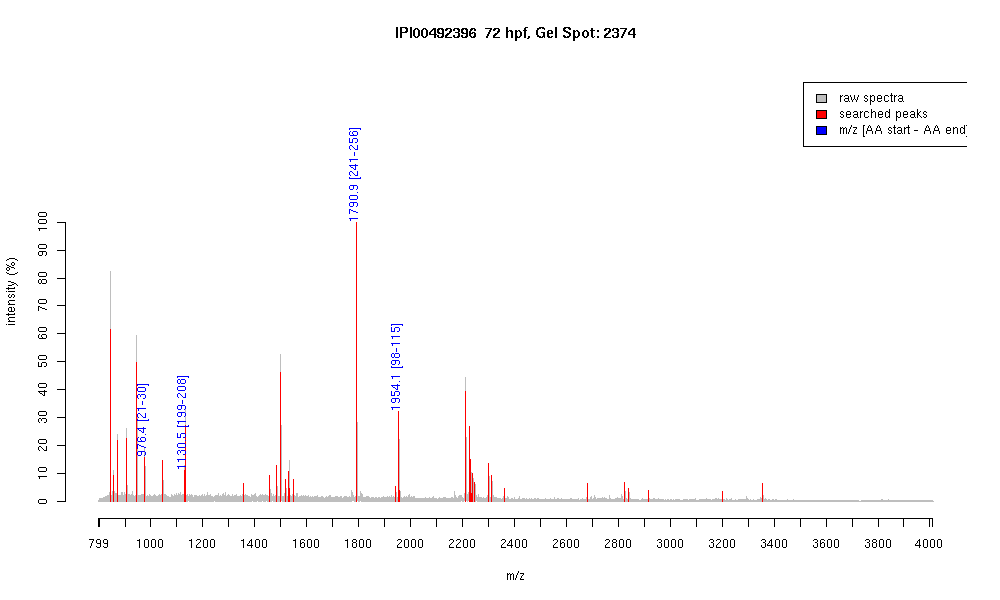 IPI00492396 72 hpf, Gel Spot: 2374
raw spectra
searched peaks
m/z [AA start - AA end]
intensity (%)
100
90
80
70
60
50
40
30
20
10
0
976.4 [21-30]
1130.5 [199-208]
1790.9 [241-256]
1954.1 [98-115]
799 1000 1200 1400 1600 1800 2000 2200 2400 2600 2800 3000 3200 3400 3600 3800 4000
m/z